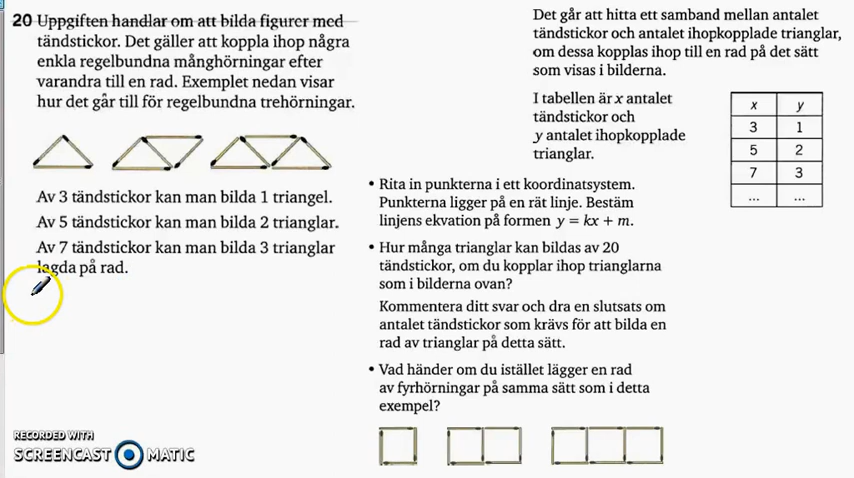 20 Uppgiften handlar om att bilda figurer med
tändstickor. Det gäller att koppla ihop några
enkla regelbundna månghörningar efter
varandra till en rad. Exemplet nedan visar
hur det går till för regelbundna trehörningar.
Av 3 tändstickor kan man bilda 1 triangel.
Av 5 tändstickor kan man bilda 2 trianglar.
Av 7 tändstickor kan man bilda 3 trianglar
lagda på rad.
Det går att hitta ett samband mellan antalet
tändstickor och antalet ihopkopplade trianglar,
om dessa kopplas ihop till en rad på det sätt
som visas i bilderna.
I tabellen är x antalet
tändstickor och
y antalet ihopkopplade
trianglar.
x y
3 1
5 2
7 3
... ...
• Rita in punkterna i ett koordinatsystem.
Punkterna ligger på en rät linje. Bestäm
linjens ekvation på formen y = kx + m.
• Hur många trianglar kan bildas av 20
tändstickor, om du kopplar ihop trianglarna
som i bilderna ovan?
Kommentera ditt svar och dra en slutsats om
antalet tändstickor som krävs för att bilda en
rad av trianglar på detta sätt.
• Vad händer om du istället lägger en rad
av fyrhörningar på samma sätt som i detta
exempel?
RECORDED WITH
SCREENCAST MATIC